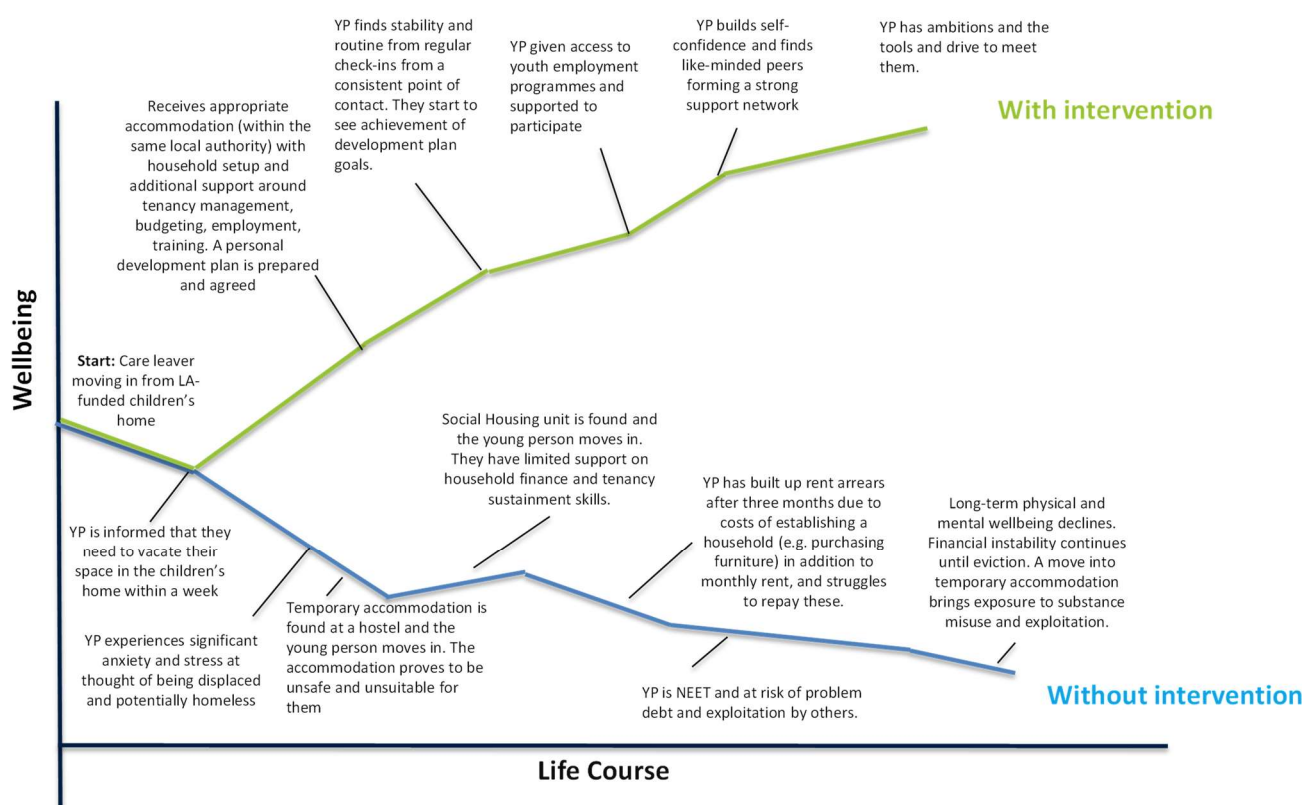 YP finds stability and
routine from regular
check-ins from a
consistent point of
contact. They start to
see achievement of
development plan
goals.
YP given access to
youth employment
programmes and
supported to
participate
YP builds self-
confidence and finds
like-minded peers
forming a strong
support network
YP has ambitions and the
tools and drive to meet
them.
With intervention
Receives appropriate
accommodation (within the
same local authority) with
household setup and
additional support around
tenancy management,
budgeting, employment,
training. A personal
development plan is prepared
and agreed
Wellbeing
Start: Care leaver
moving in from LA-
funded children’s
home
Social Housing unit is found and
the young person moves in.
They have limited support on
household finance and tenancy
sustainment skills.
YP has built up rent arrears
after three months due to
costs of establishing a
household (e.g. purchasing
furniture) in addition to
monthly rent, and struggles
to repay these.
Long-term physical and
mental wellbeing declines.
Financial instability continues
until eviction. A move into
temporary accommodation
brings exposure to substance
misuse and exploitation.
YP is informed that they
need to vacate their
space in the children’s
home within a week
YP experiences significant
anxiety and stress at
thought of being displaced
and potentially homeless
Temporary accommodation is
found at a hostel and the
young person moves in. The
accommodation proves to be
unsafe and unsuitable for
them
YP is NEET and at risk of problem
debt and exploitation by others.
Without intervention
Life Course